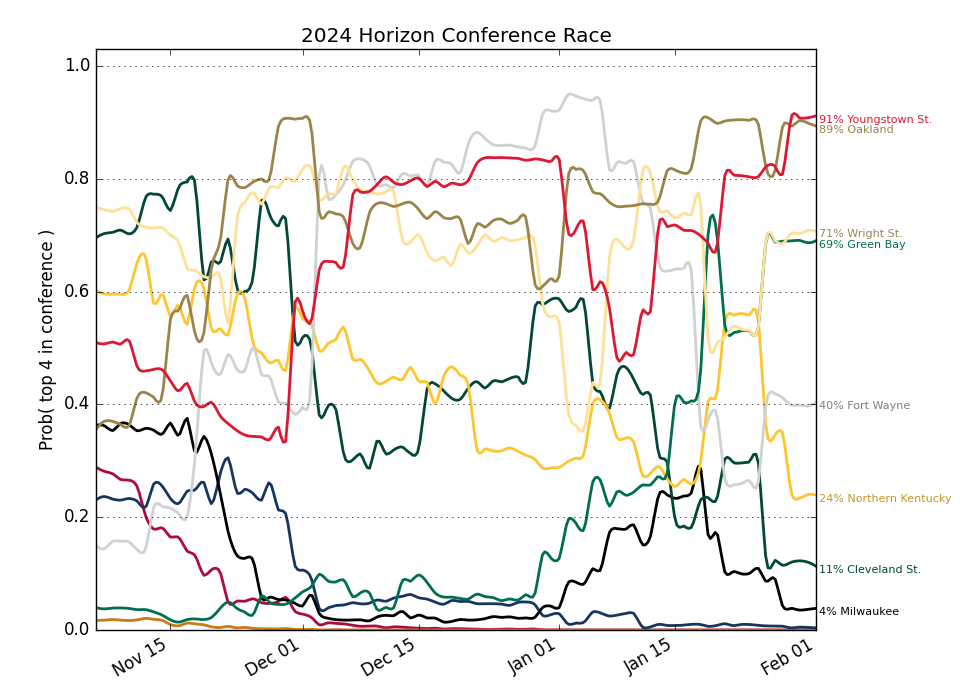 2024 Horizon Conference Race
Prob( top 4 in conference )
1.0
0.8
0.6
0.4
0.2
0.0
Nov 15
Dec 01
Dec 15
Jan 01
Jan 15
Feb 01
91% Youngstown St.
89% Oakland
71% Wright St.
69% Green Bay
40% Fort Wayne
24% Northern Kentucky
11% Cleveland St.
4% Milwaukee